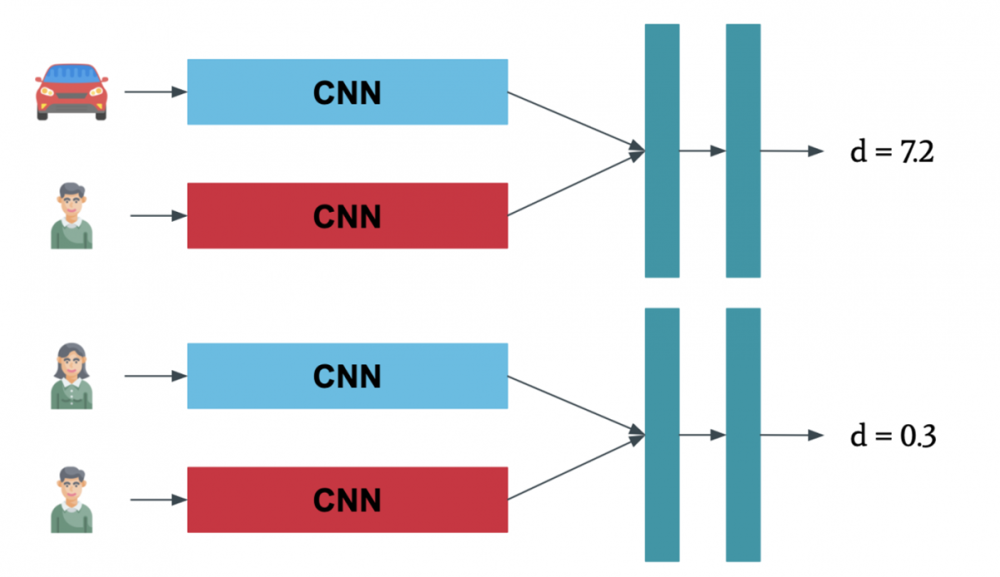 CNN
CNN
d = 7.2
CNN
CNN
d = 0.3